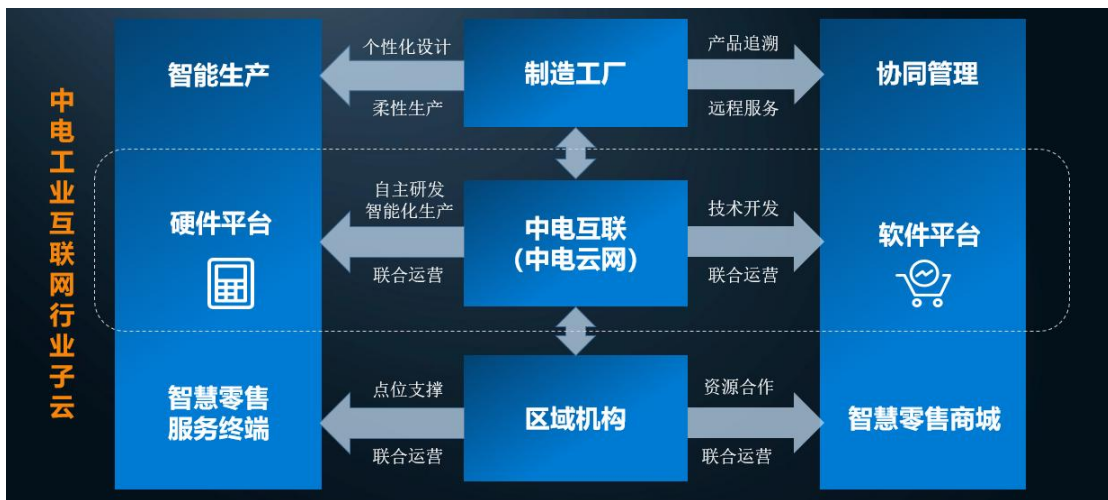 中电工业互联网行业子云
智能生产
个性化设计
柔性生产
制造工厂
产品追溯
远程服务
协同管理
硬件平台
自主研发
智能化生产
联合运营
中电互联
（中电云网）
技术开发
联合运营
软件平台
智慧零售
服务终端
点位支撑
联合运营
区域机构
资源合作
联合运营
智慧零售商城